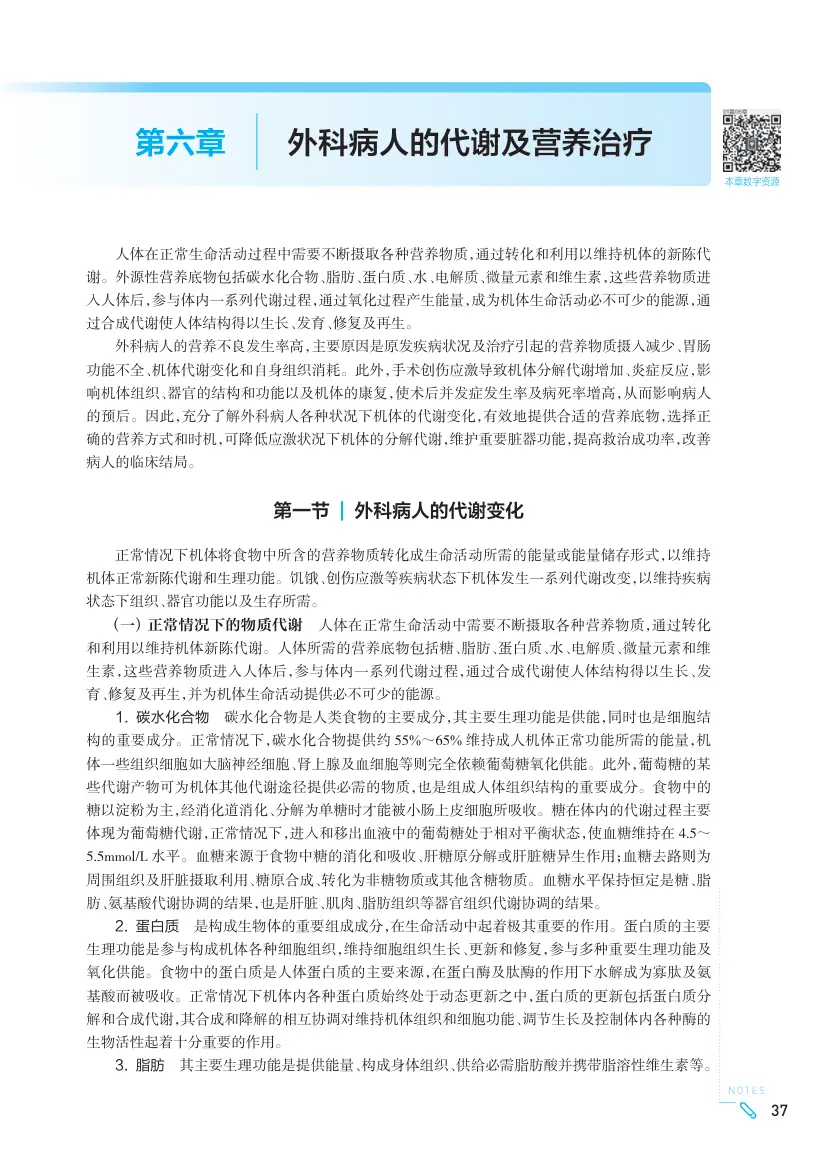 第六章 外科病人的代谢及营养治疗
本章数字资源
人体在正常生命活动过程中需要不断摄取各种营养物质,通过转化和利用以维持机体的新陈代
谢。外源性营养底物包括碳水化合物、脂肪、蛋白质、水、电解质、微量元素和维生素,这些营养物质进
入人体后,参与体内一系列代谢过程,通过氧化过程产生能量,成为机体生命活动必不可少的能源,通
过合成代谢使人体结构得以生长、发育、修复及再生。
外科病人的营养不良发生率高,主要原因是原发疾病状况及治疗引起的营养物质摄入减少、胃肠
功能不全、机体代谢变化和自身组织消耗。此外,手术创伤应激导致机体分解代谢增加、炎症反应,影
响机体组织、器官的结构和功能以及机体的康复,使术后并发症发生率及病死率增高,从而影响病人
的预后。因此,充分了解外科病人各种状况下机体的代谢变化,有效地提供合适的营养底物,选择正
确的营养方式和时机,可降低应激状况下机体的分解代谢,维护重要脏器功能,提高救治成功率,改善
病人的临床结局。
第一节 外科病人的代谢变化
正常情况下机体将食物中所含的营养物质转化成生命活动所需的能量或能量储存形式,以维持
机体正常新陈代谢和生理功能。饥饿、创伤应激等疾病状态下机体发生一系列代谢改变,以维持疾病
状态下组织、器官功能以及生存所需。
(一)正常情况下的物质代谢 人体在正常生命活动中需要不断摄取各种营养物质,通过转化
和利用以维持机体新陈代谢。人体所需的营养底物包括糖、脂肪、蛋白质、水、电解质、微量元素和维
生素,这些营养物质进入人体后,参与体内一系列代谢过程,通过合成代谢使人体结构得以生长、发
育、修复及再生,并为机体生命活动提供必不可少的能源。
1. 碳水化合物 碳水化合物是人类食物的主要成分,其主要生理功能是供能,同时也是细胞结
构的重要成分。正常情况下,碳水化合物提供约 55%～65% 维持成人机体正常功能所需的能量,机
体一些组织细胞如大脑神经细胞、肾上腺及血细胞等则完全依赖葡萄糖氧化供能。此外,葡萄糖的某
些代谢产物可为机体其他代谢途径提供必需的物质,也是组成人体组织结构的重要成分。食物中的
糖以淀粉为主,经消化道消化、分解为单糖时才能被小肠上皮细胞所吸收。糖在体内的代谢过程主要
体现为葡萄糖代谢,正常情况下,进入和移出血液中的葡萄糖处于相对平衡状态,使血糖维持在 4.5～
5.5mmol/L 水平。血糖来源于食物中糖的消化和吸收、肝糖原分解或肝脏糖异生作用;血糖去路则为
周围组织及肝脏摄取利用、糖原合成、转化为非糖物质或其他含糖物质。血糖水平保持恒定是糖、脂
肪、氨基酸代谢协调的结果,也是肝脏、肌肉、脂肪组织等器官组织代谢协调的结果。
2. 蛋白质 是构成生物体的重要组成成分,在生命活动中起着极其重要的作用。蛋白质的主要
生理功能是参与构成机体各种细胞组织,维持细胞组织生长、更新和修复,参与多种重要生理功能及
氧化供能。食物中的蛋白质是人体蛋白质的主要来源,在蛋白酶及肽酶的作用下水解成为寡肽及氨
基酸而被吸收。正常情况下机体内各种蛋白质始终处于动态更新之中,蛋白质的更新包括蛋白质分
解和合成代谢,其合成和降解的相互协调对维持机体组织和细胞功能、调节生长及控制体内各种酶的
生物活性起着十分重要的作用。
3. 脂肪 其主要生理功能是提供能量、构成身体组织、供给必需脂肪酸并携带脂溶性维生素等。
NOTES
37